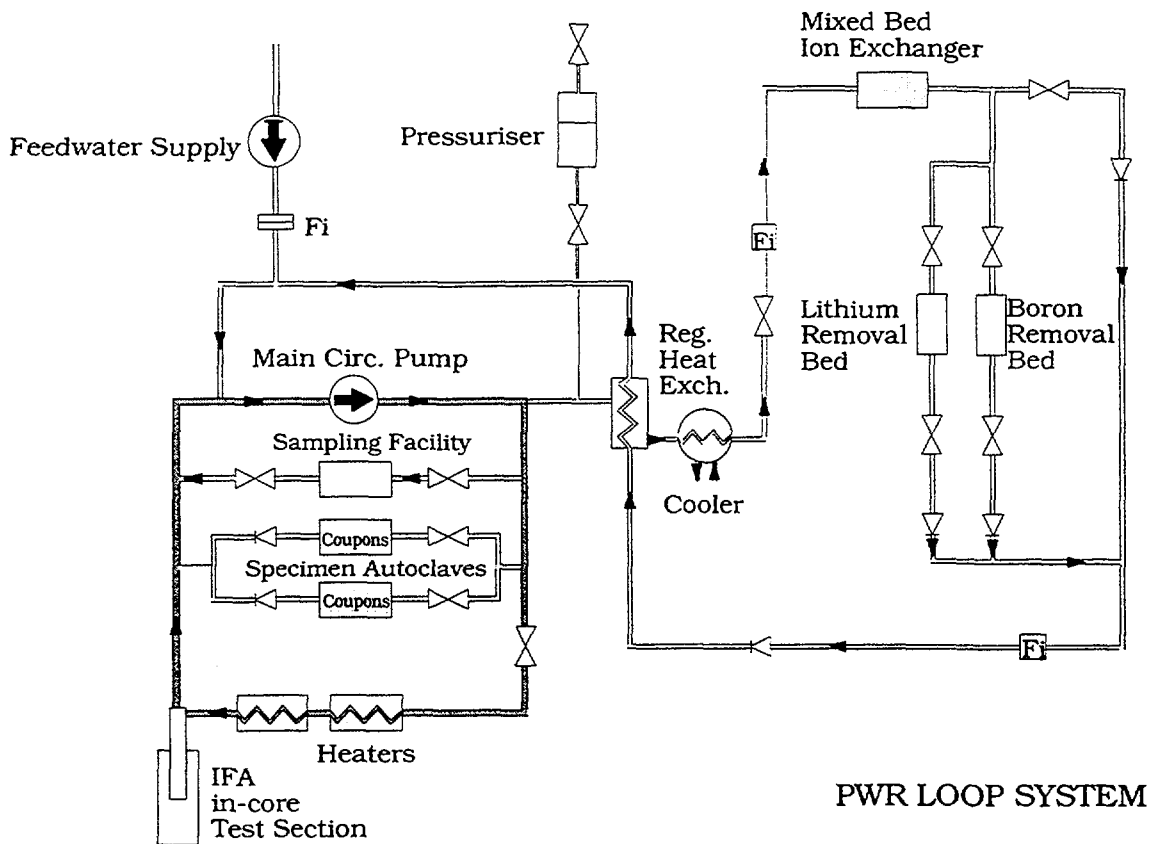 Mixed Bed
Ion Exchanger
Feedwater Supply
Pressuriser
Fi
Fi
Lithium
Removal
Bed
Boron
Removal
Bed
Reg.
Heat
Exch.
Main Circ. Pump
Sampling Facility
Cooler
Coupons
Specimen Autoclaves
Coupons
Fi
Heaters
IFA
in-core
Test Section
PWR LOOP SYSTEM